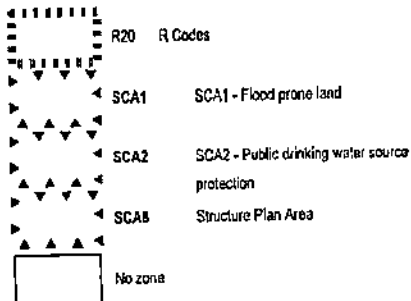 R20 R Codes
SCA1 SCA1 - Flood prone land
SCA2 SCA2 - Public drinking water source
protection
SCA8 Structure Plan Area
No zone